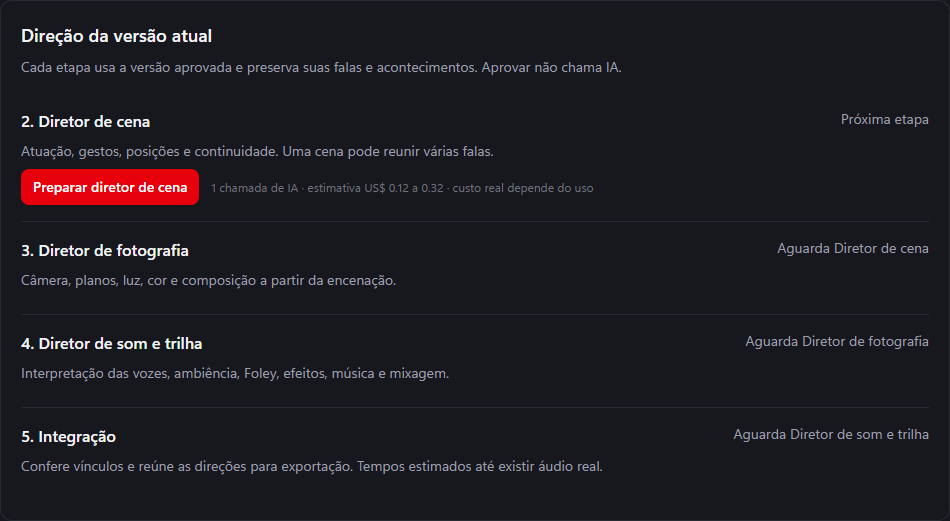 Direção da versão atual
Cada etapa usa a versão aprovada e preserva suas falas e acontecimentos. Aprovar não chama IA.
2. Diretor de cena
Próxima etapa
Atuação, gestos, posições e continuidade. Uma cena pode reunir várias falas.
Preparar diretor de cena
1 chamada de IA · estimativa US$ 0.12 a 0.32 · custo real depende do uso
3. Diretor de fotografia
Aguarda Diretor de cena
Câmera, planos, luz, cor e composição a partir da encenação.
4. Diretor de som e trilha
Aguarda Diretor de fotografia
Interpretação das vozes, ambiência, Foley, efeitos, música e mixagem.
5. Integração
Aguarda Diretor de som e trilha
Confere vínculos e reúne as direções para exportação. Tempos estimados até existir áudio real.